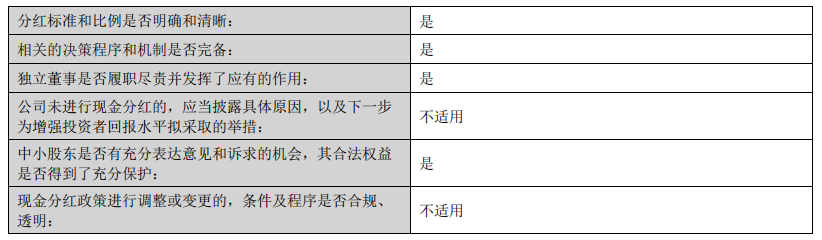 分红标准和比例是否明确和清晰： 是
相关的决策程序和机制是否完备： 是
独立董事是否履职尽责并发挥了应有的作用： 是
公司未进行现金分红的，应当披露具体原因，以及下一步
为增强投资者回报水平拟采取的举措： 不适用
中小股东是否有充分表达意见和诉求的机会，其合法权益
是否得到了充分保护： 是
现金分红政策进行调整或变更的，条件及程序是否合规、
透明： 不适用